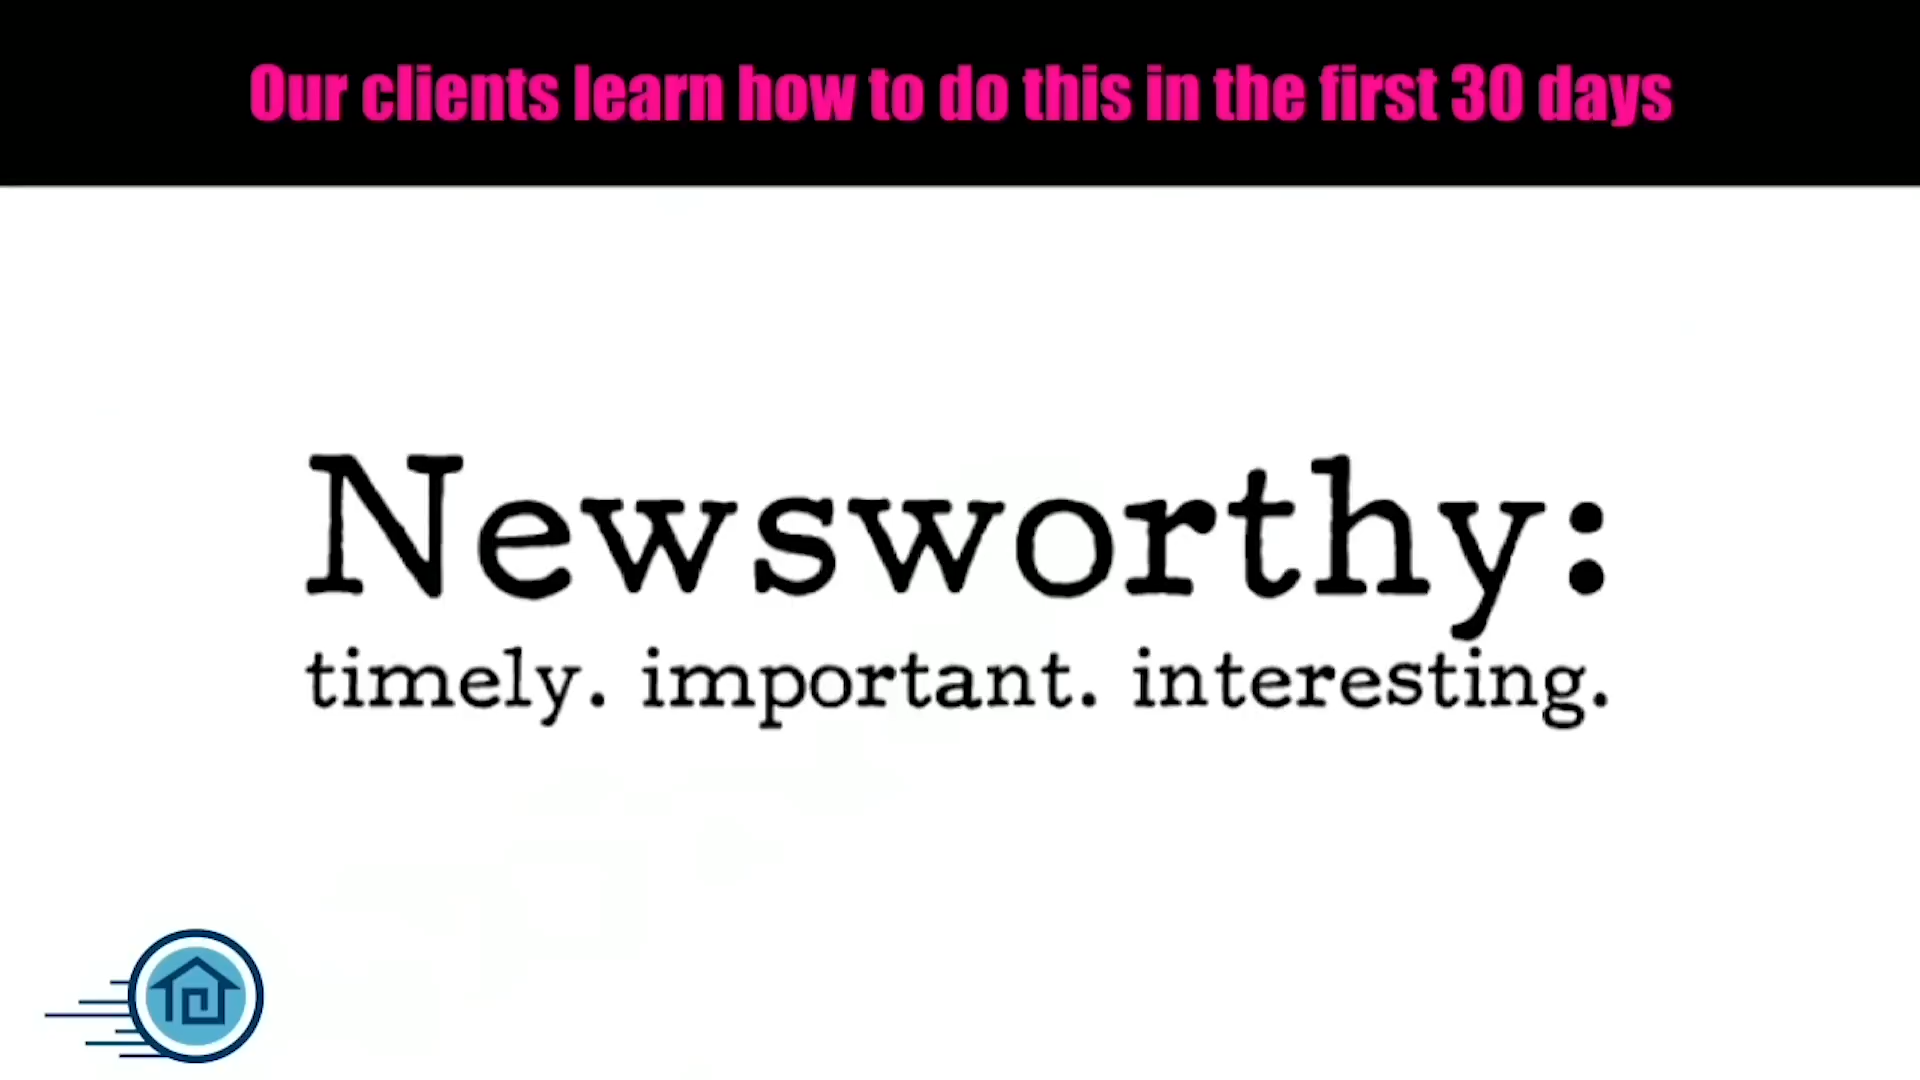 Our clients learn how to do this in the first 30 days
Newsworthy:
timely. important. interesting.